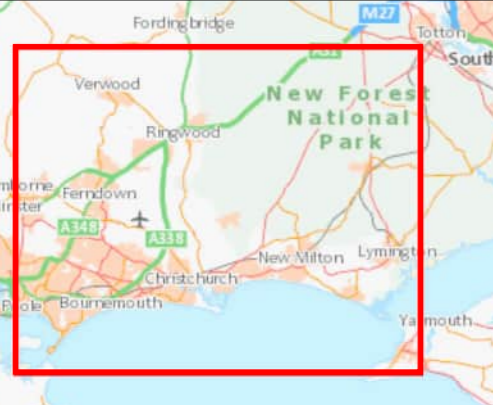 Fordingbridge
M27
Totton
South
A31
Verwood
New Forest
National
Park
Ringwood
Ferndown
A348
A338
New Milton
Lymington
Christchurch
Poole
Bournemouth
Yarmouth